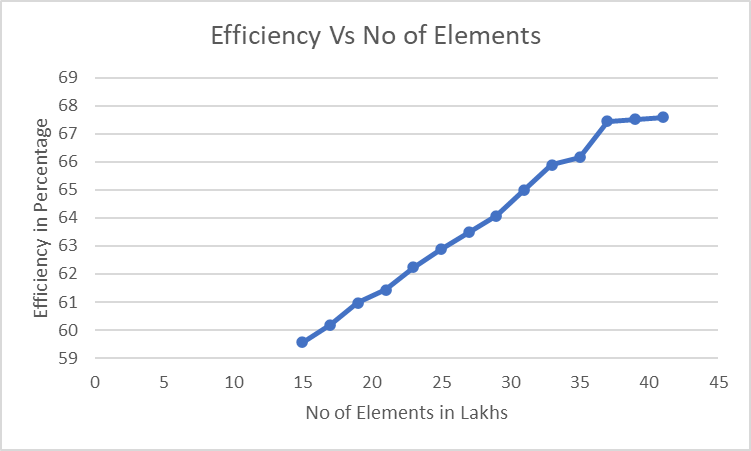 Efficiency Vs No of Elements
69
68
67
66
65
64
63
62
61
60
59
Efficiency in Percentage
0 5 10 15 20 25 30 35 40 45
No of Elements in Lakhs